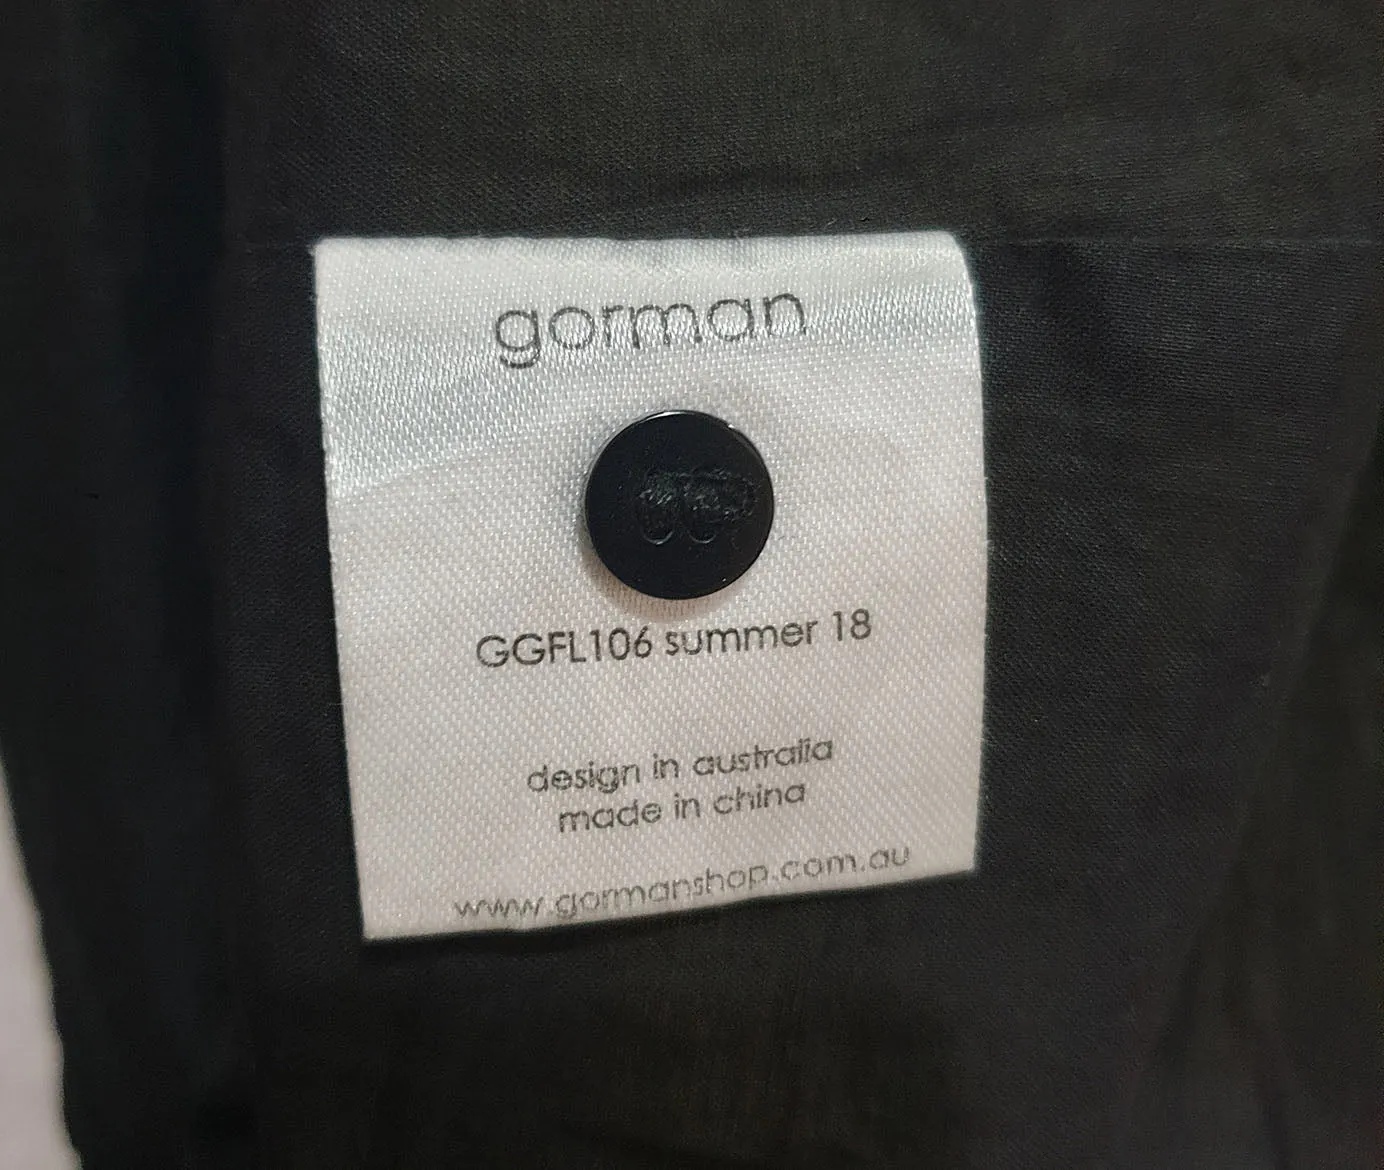 gorman
GGFL106 summer 18
design in australia
made in china
www.gormanshop.com.au